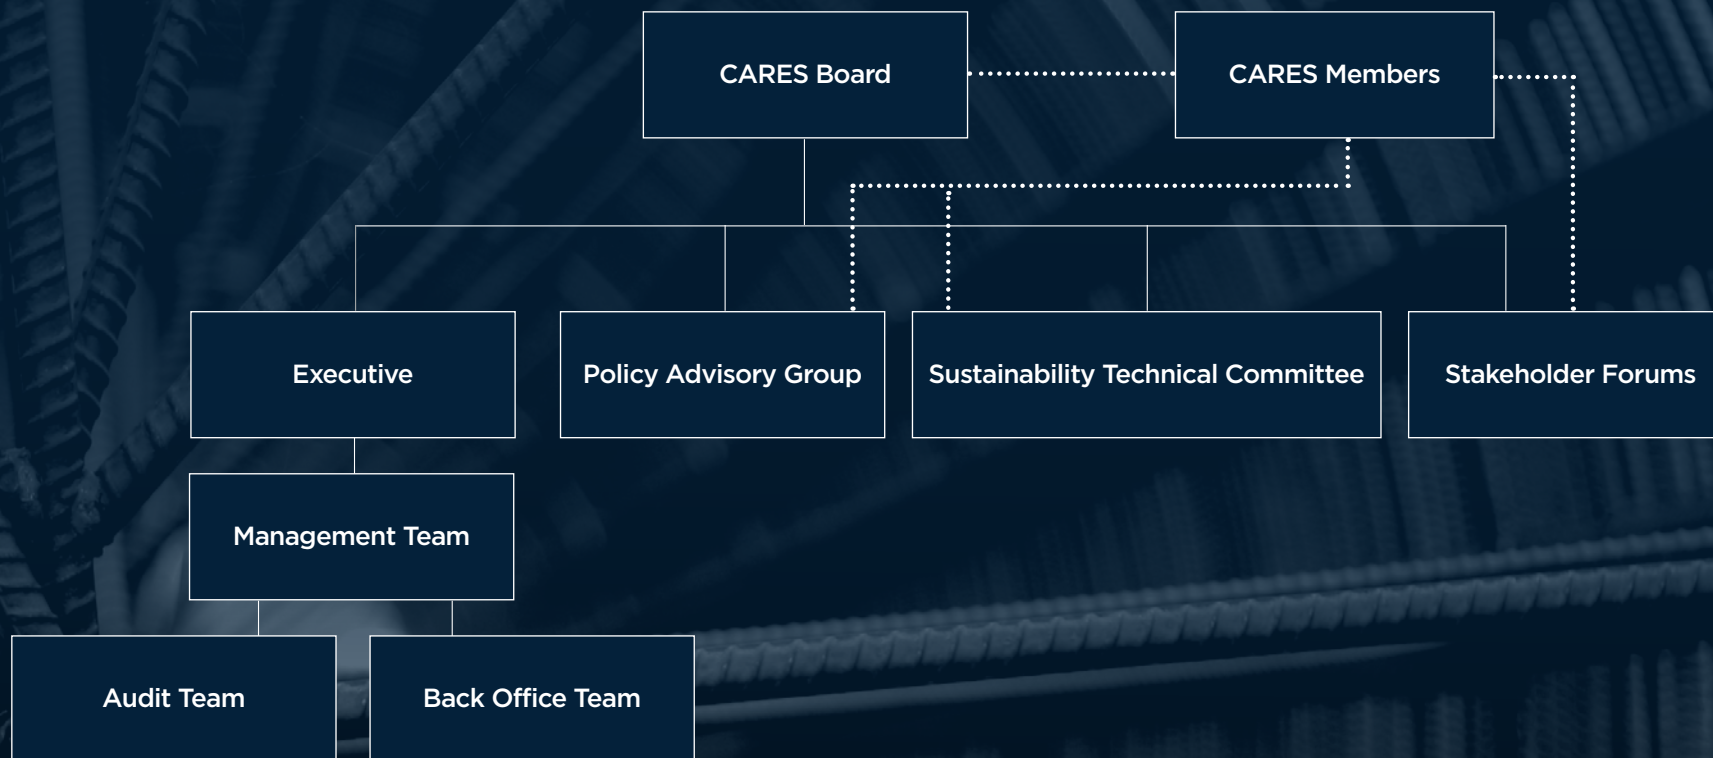 CARES Board
CARES Members
Executive
Policy Advisory Group
Sustainability Technical Committee
Stakeholder Forums
Management Team
Audit Team
Back Office Team